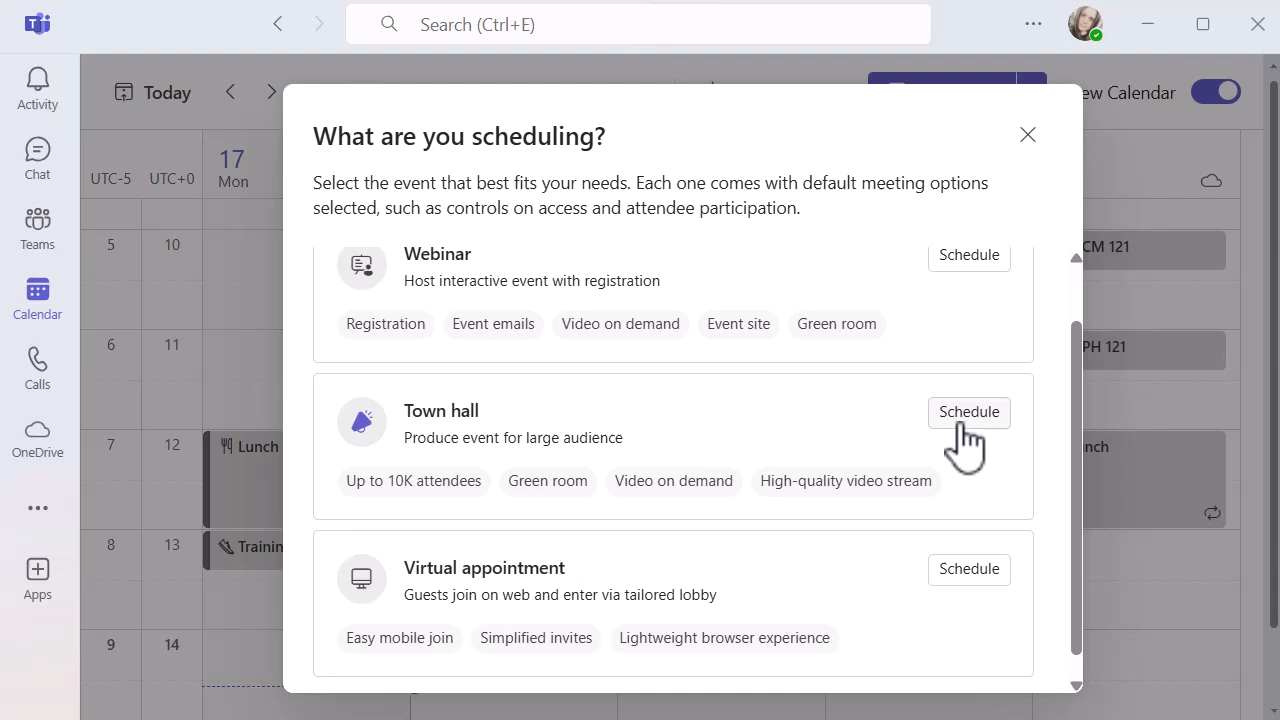 Search (Ctrl+E)
Activity
Chat
Teams
Calendar
Calls
OneDrive
Apps
Today
ew Calendar
17
Mon
UTC-5 UTC+0
5 10
6 11
7 12
8 13
9 14
Lunch
Trainin
CM 121
PH 121
nch
What are you scheduling?
Select the event that best fits your needs. Each one comes with default meeting options
selected, such as controls on access and attendee participation.
Webinar
Schedule
Host interactive event with registration
Registration Event emails Video on demand Event site Green room
Town hall
Schedule
Produce event for large audience
Up to 10K attendees Green room Video on demand High-quality video stream
Virtual appointment
Schedule
Guests join on web and enter via tailored lobby
Easy mobile join Simplified invites Lightweight browser experience